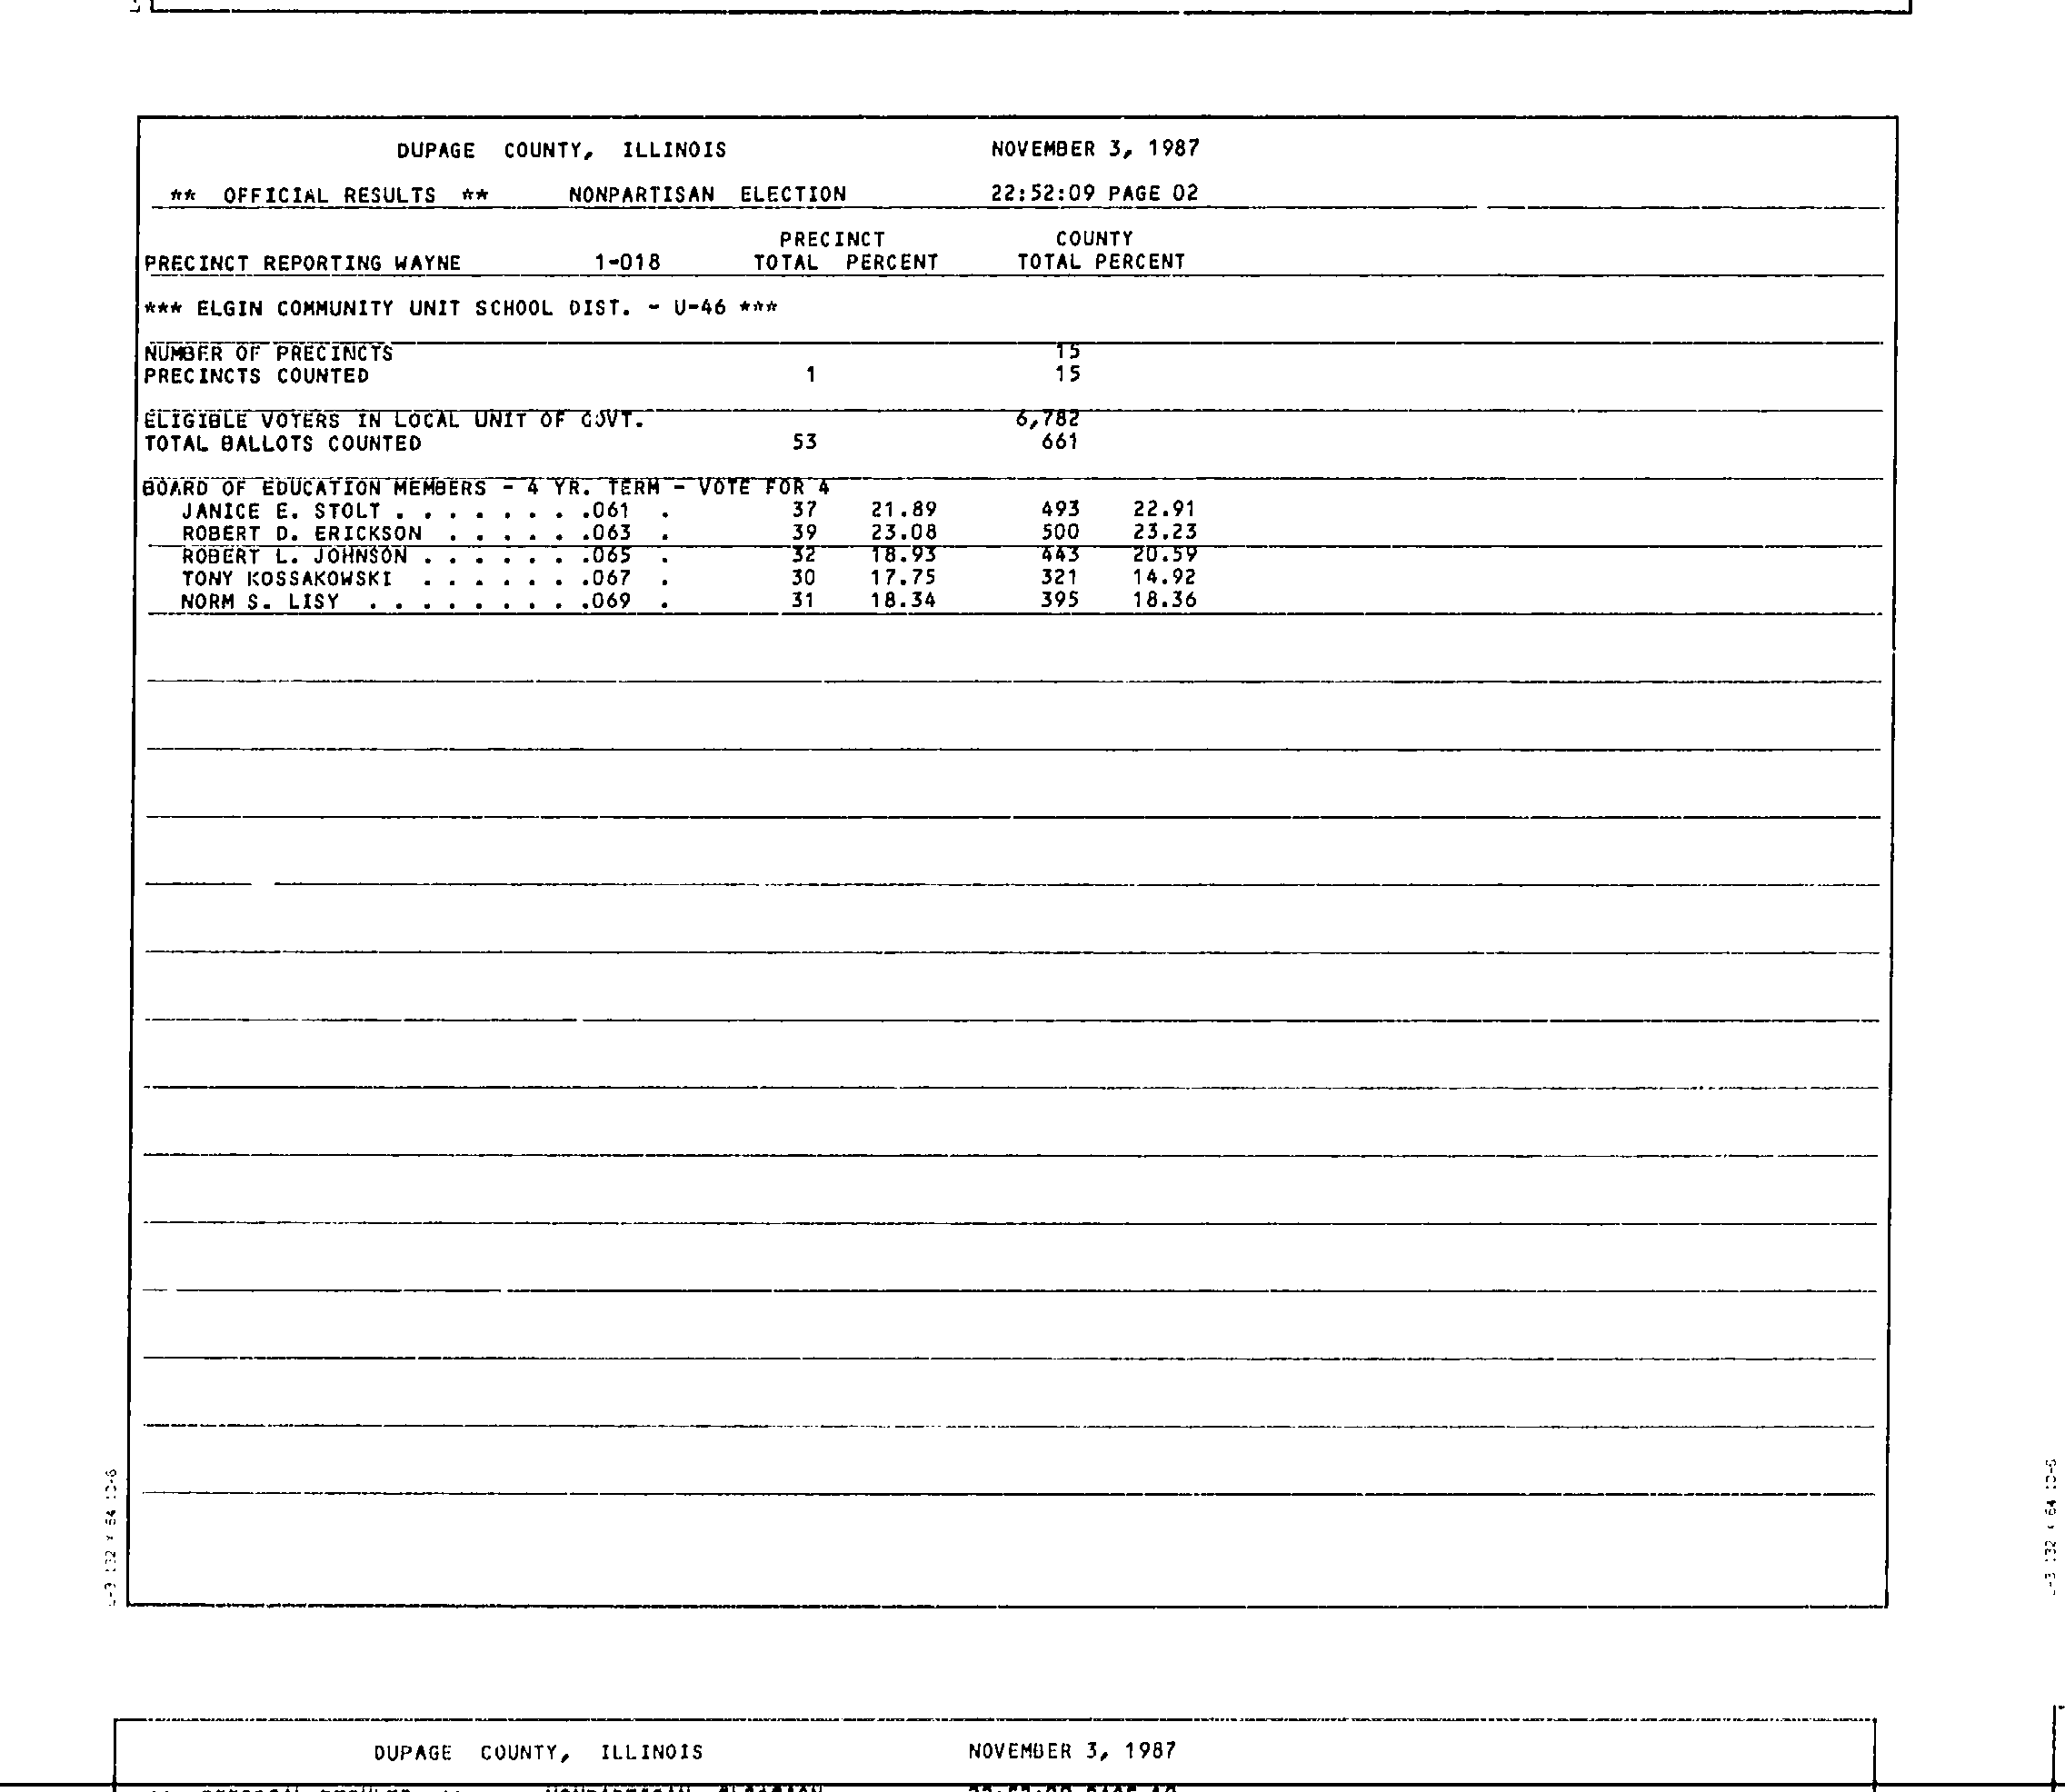 DUPAGE COUNTY, ILLINOIS NOVEMBER 3, 1987
** OFFICIAL RESULTS ** NONPARTISAN ELECTION 22:52:09 PAGE 02
PRECINCT COUNTY
PRECINCT REPORTING WAYNE 1-018 TOTAL PERCENT TOTAL PERCENT
*** ELGIN COMMUNITY UNIT SCHOOL DIST. - U-46 ***
NUMBER OF PRECINCTS 15
PRECINCTS COUNTED 1 15
ELIGIBLE VOTERS IN LOCAL UNIT OF GOVT. 6,782
TOTAL BALLOTS COUNTED 53 661
BOARD OF EDUCATION MEMBERS - 4 YR. TERM - VOTE FOR 4
JANICE E. STOLT . . . . . . . .061 . 37 21.89 493 22.91
ROBERT D. ERICKSON . . . . . .063 . 39 23.08 500 23.23
ROBERT L. JOHNSON . . . . . . .065 . 32 18.93 443 20.59
TONY KOSSAKOWSKI . . . . . . .067 . 30 17.75 321 14.92
NORM S. LISY . . . . . . . . .069 . 31 18.34 395 18.36
DUPAGE COUNTY, ILLINOIS NOVEMBER 3, 1987